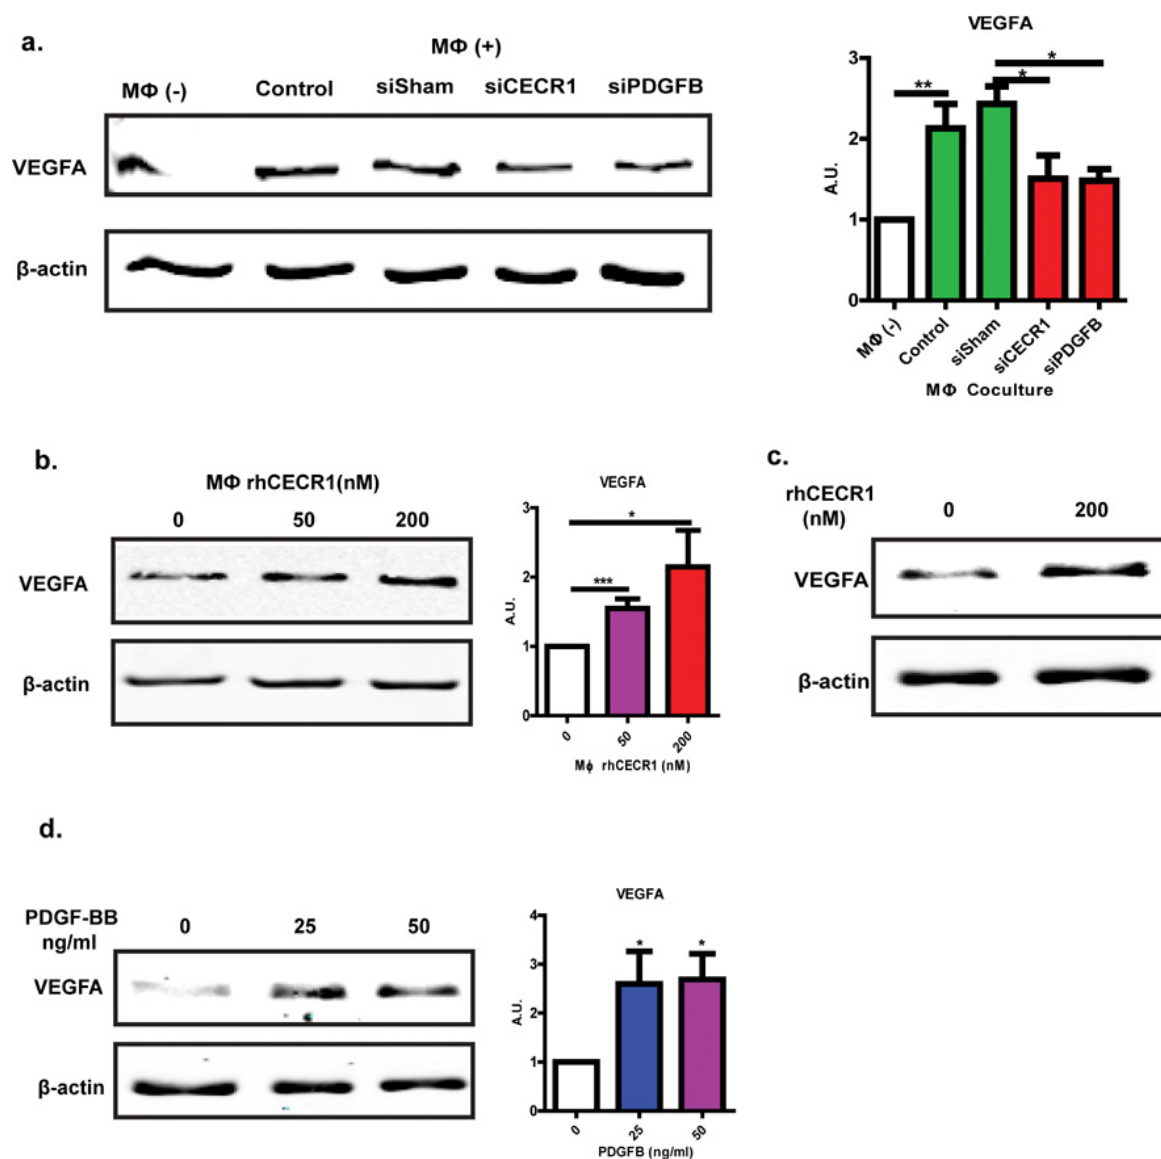 a.
MΦ (+)
MΦ (-) Control siSham siCECR1 siPDGFB
VEGFA
β-actin
VEGFA
3
2
1
0
A.U.
** * *
MΦ (-) Control siSham siCECR1 siPDGFB
MΦ Coculture
b.
MΦ rhCECR1(nM)
0 50 200
VEGFA
β-actin
VEGFA
3
2
1
0
A.U.
*** *
0 50 200
Mϕ rhCECR1 (nM)
c.
rhCECR1
(nM)
0 200
VEGFA
β-actin
d.
PDGF-BB
ng/ml
0 25 50
VEGFA
β-actin
VEGFA
4
3
2
1
0
A.U.
* *
0 25 50
PDGFB (ng/ml)